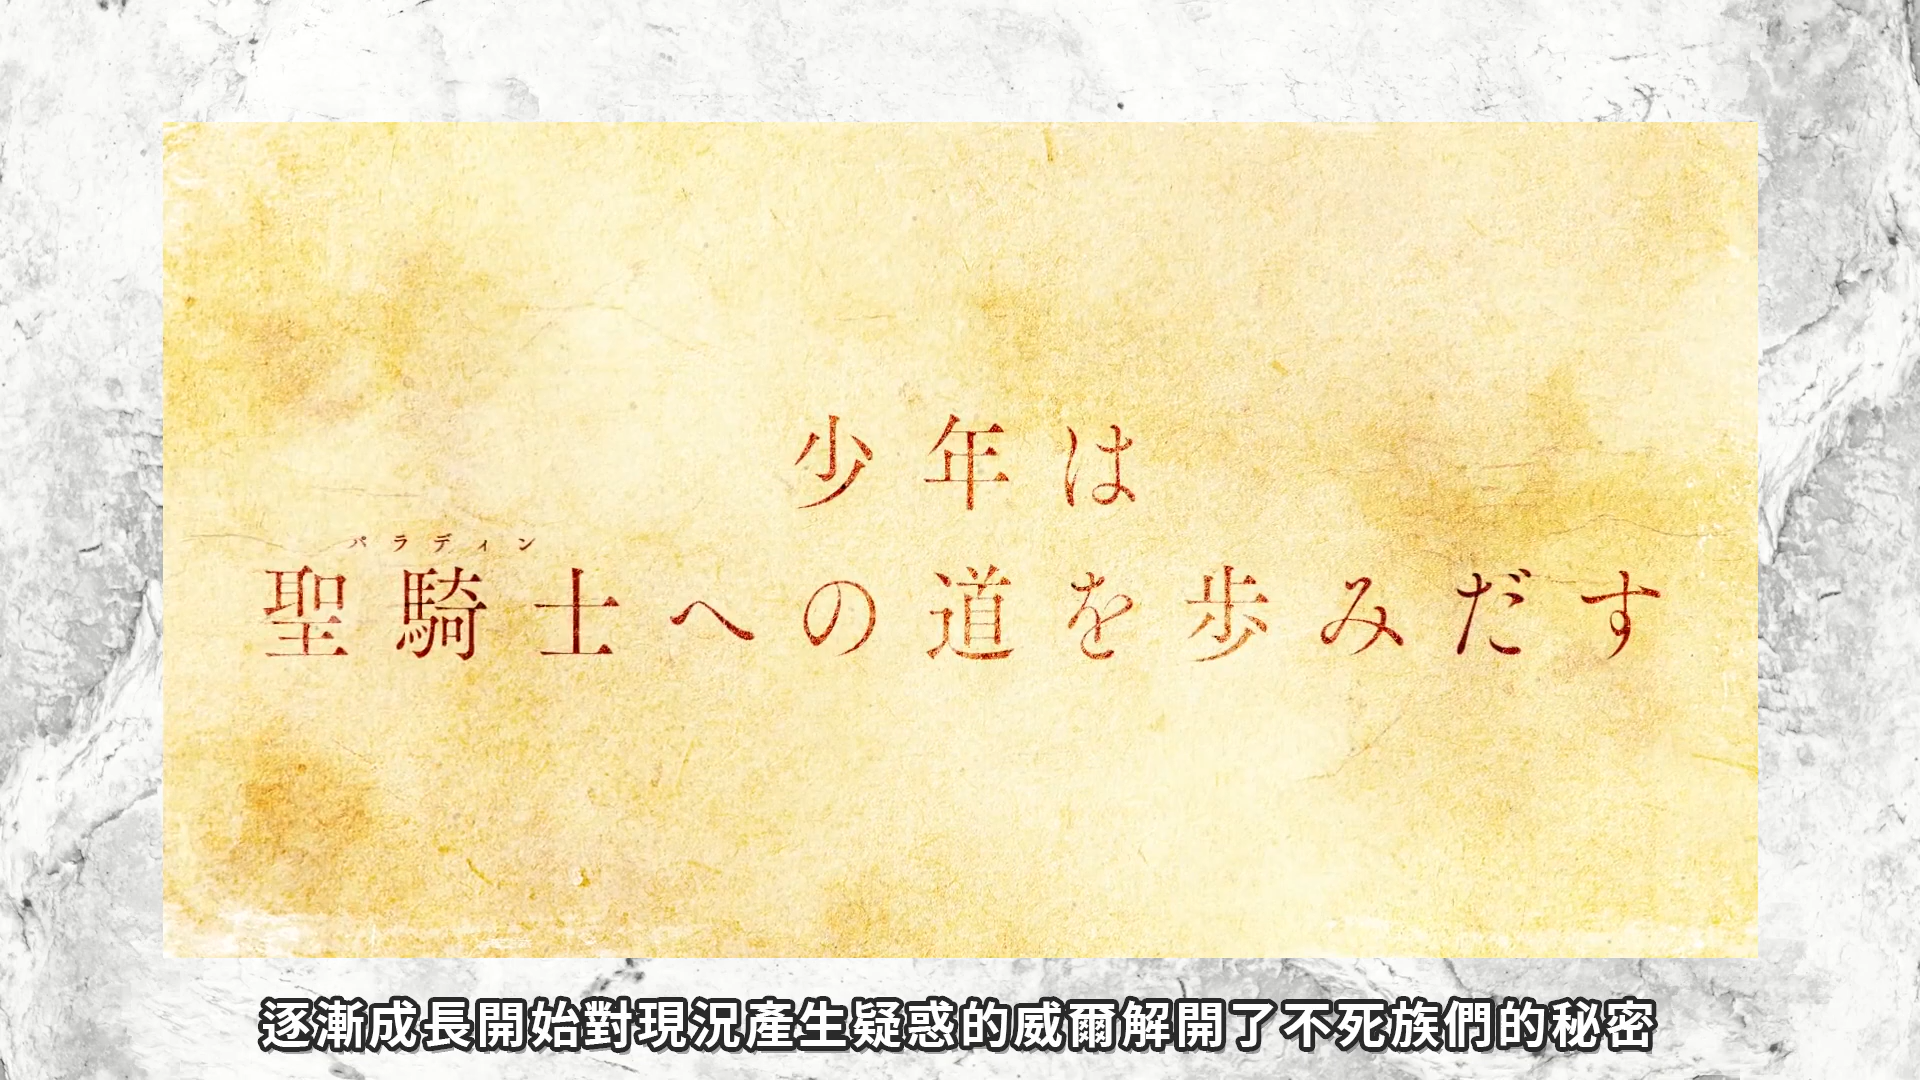 少年は
パラディン
聖騎士への道を歩みだす
逐漸成長開始對現況產生疑惑的威爾解開了不死族們的秘密